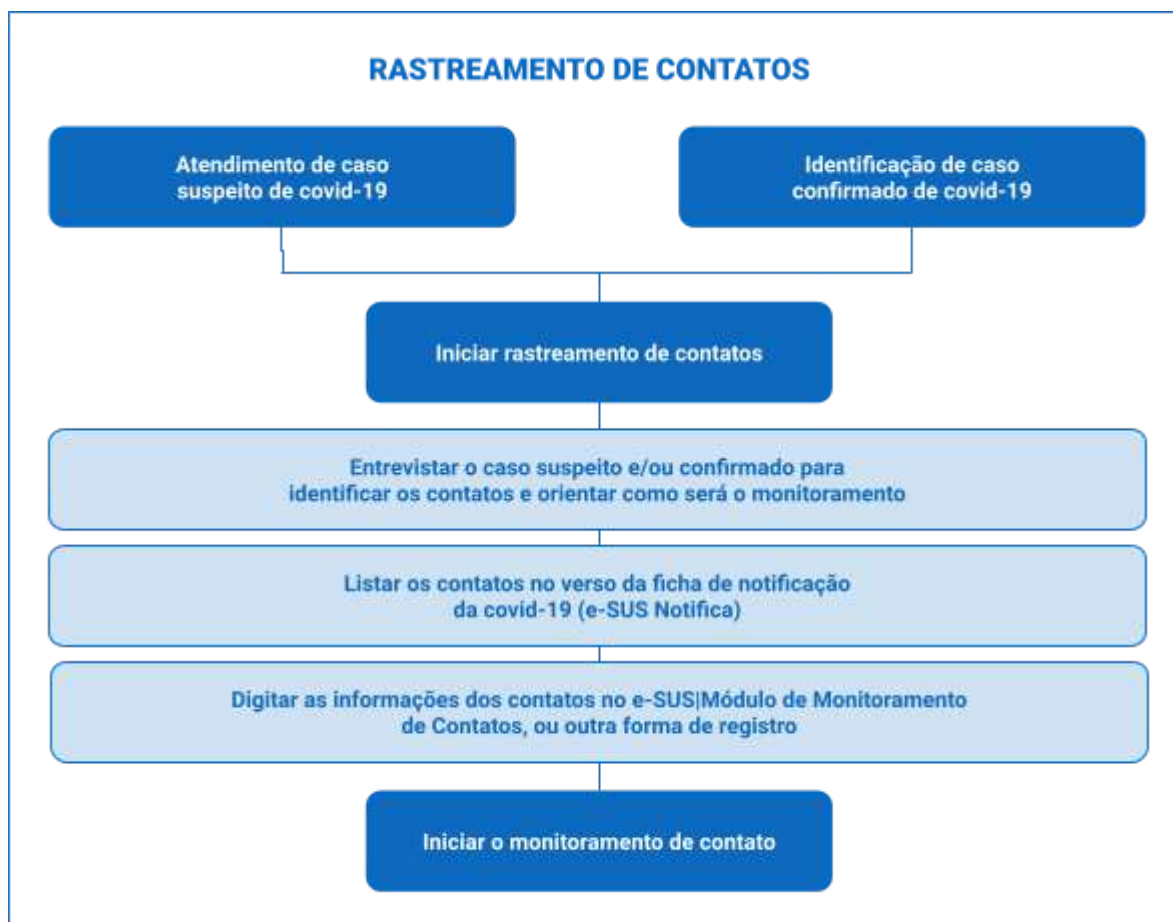 RASTREAMENTO DE CONTATOS
Atendimento de caso
suspeito de covid-19
Identificação de caso
confirmado de covid-19
Iniciar rastreamento de contatos
Entrevistar o caso suspeito e/ou confirmado para
identificar os contatos e orientar como será o monitoramento
Listar os contatos no verso da ficha de notificação
da covid-19 (e-SUS Notifica)
Digitar as informações dos contatos no e-SUS|Módulo de Monitoramento
de Contatos, ou outra forma de registro
Iniciar o monitoramento de contato